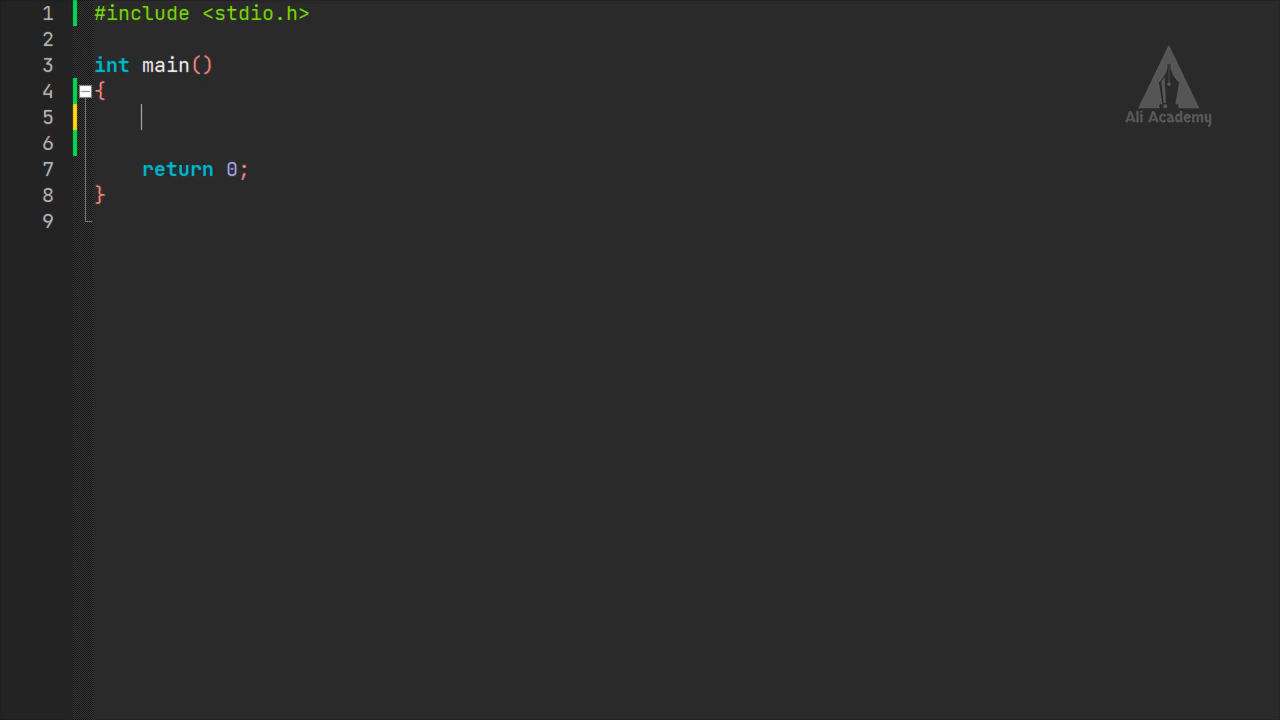 1 #include <stdio.h>
2
3 int main()
4 {
5
6
7     return 0;
8 }
9
Ali Academy